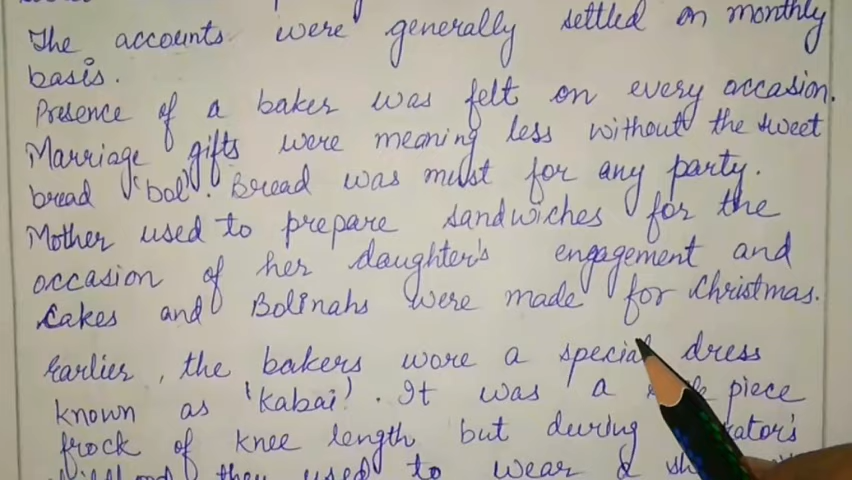 The accounts were generally settled on monthly
basis.
Presence of a baker was felt on every occasion.
Marriage gifts were meaning less without the sweet
bread 'bol'. Bread was must for any party.
Mother used to prepare sandwiches for the
occasion of her daughter's engagement and
cakes and Bolinahs were made for Christmas.
Earlier, the bakers wore a special dress
known as 'Kabai'. It was a piece
frock of knee length but during
they used to wear a